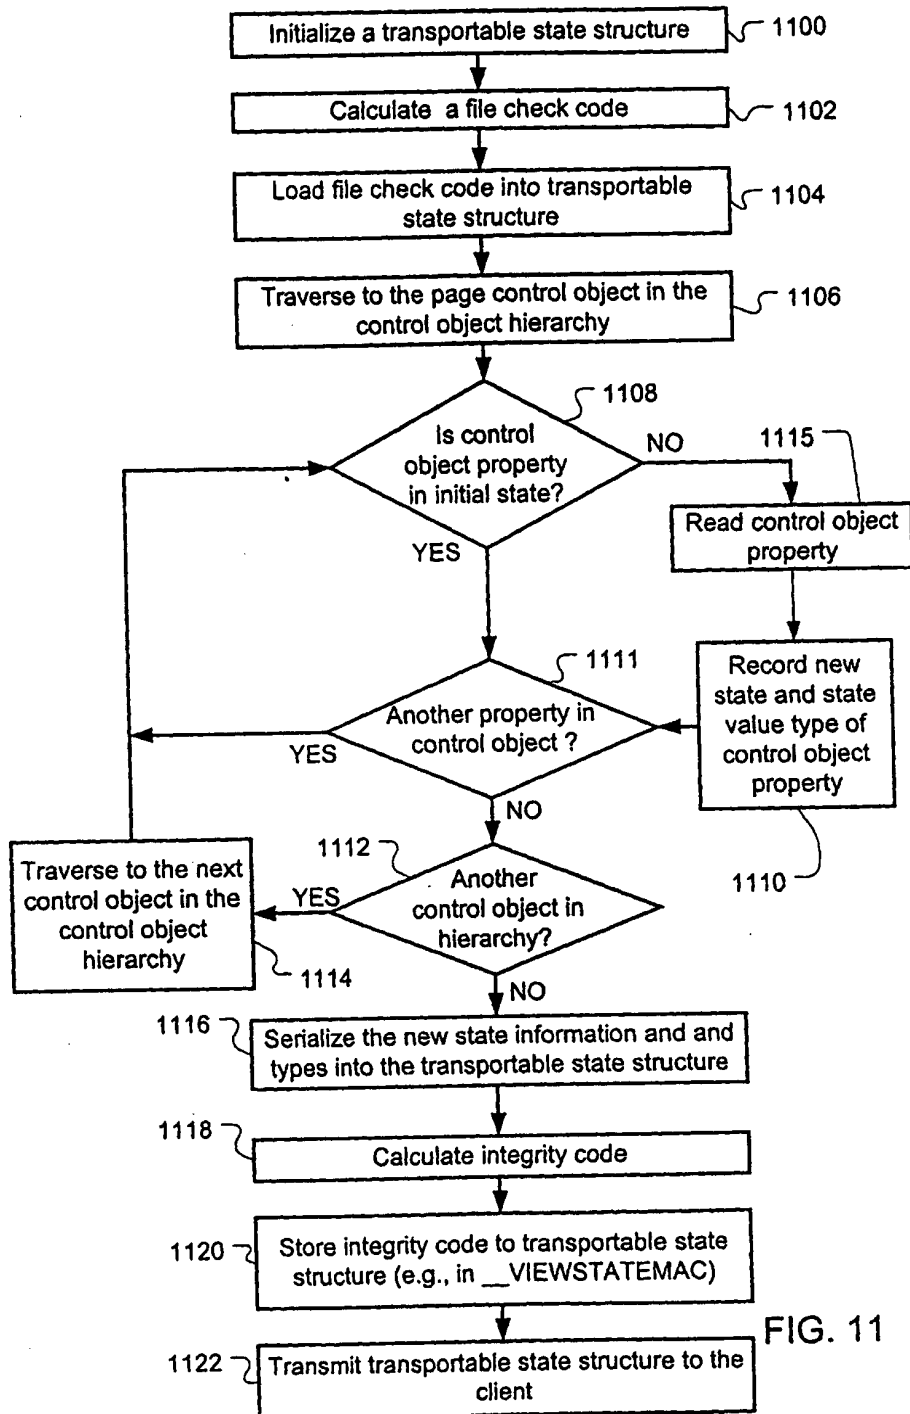 Initialize a transportable state structure
1100
Calculate a file check code
1102
Load file check code into transportable
state structure
1104
Traverse to the page control object in the
control object hierarchy
1106
1108
Is control
object property
in initial state?
NO
YES
1115
Read control object
property
1111
Another property in
control object ?
YES
NO
Record new
state and state
value type of
control object
property
1110
1112
Another
control object in
hierarchy?
YES
NO
Traverse to the next
control object in the
control object
hierarchy
1114
1116
Serialize the new state information and and
types into the transportable state structure
1118
Calculate integrity code
1120
Store integrity code to transportable state
structure (e.g., in __VIEWSTATEMAC)
1122
Transmit transportable state structure to the
client
FIG. 11